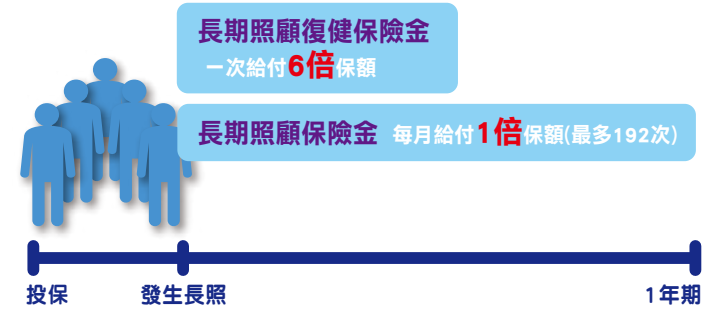 長期照顧復健保險金
一次給付6倍保額
長期照顧保險金 每月給付1倍保額(最多192次)
投保 發生長照 1年期